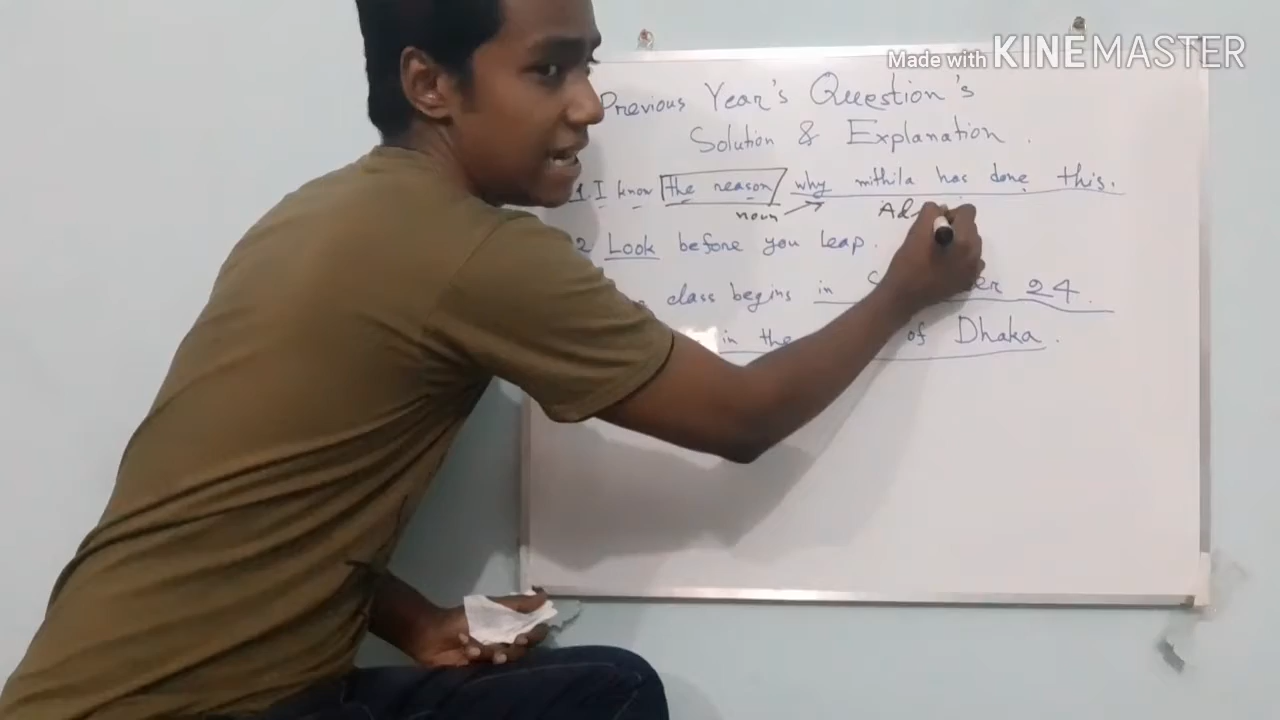 Made with KINEMASTER
Previous Year's Question's
Solution & Explanation.
1. I know the reason why mithila has done this.
noun Ad
2 Look before you leap.
class begins in 24.
in the of Dhaka.